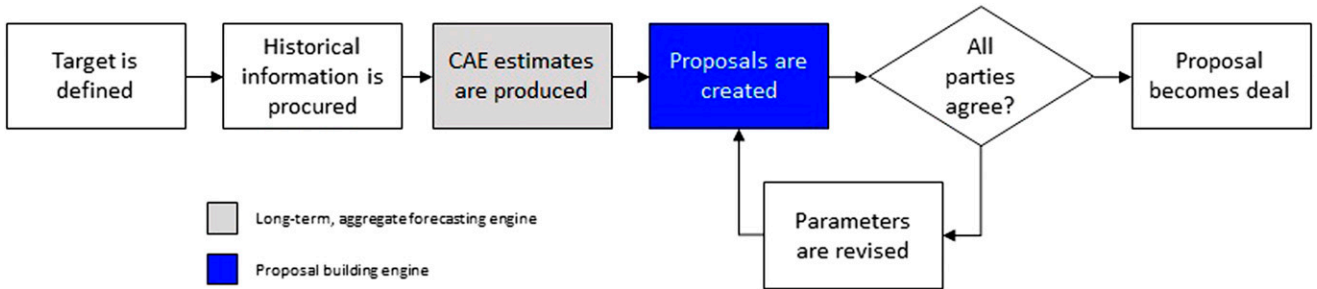 Target is
defined
Historical
information is
procured
CAE estimates
are produced
Proposals are
created
All
parties
agree?
Proposal
becomes deal
Parameters
are revised
Long-term, aggregate forecasting engine
Proposal building engine